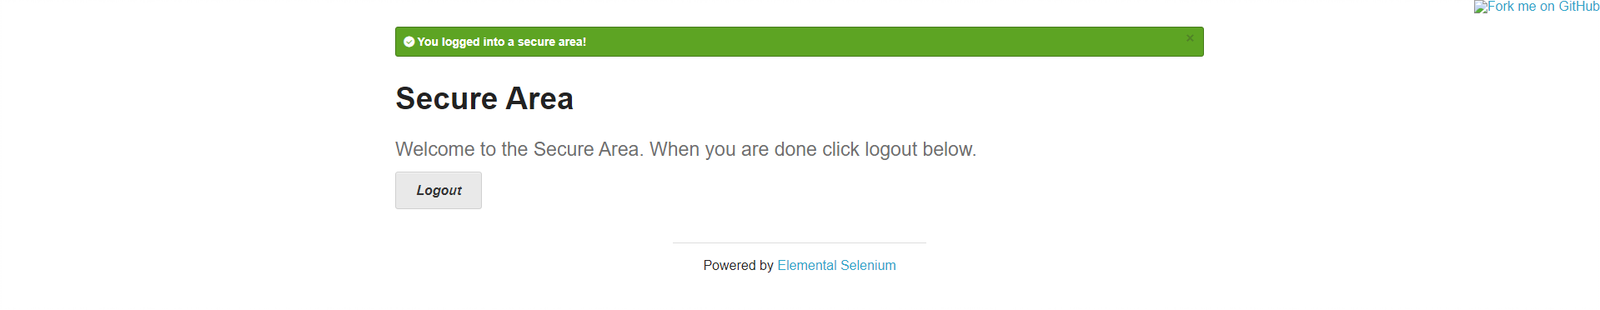 Fork me on GitHub
You logged into a secure area!
×
Secure Area
Welcome to the Secure Area. When you are done click logout below.
Logout
Powered by Elemental Selenium